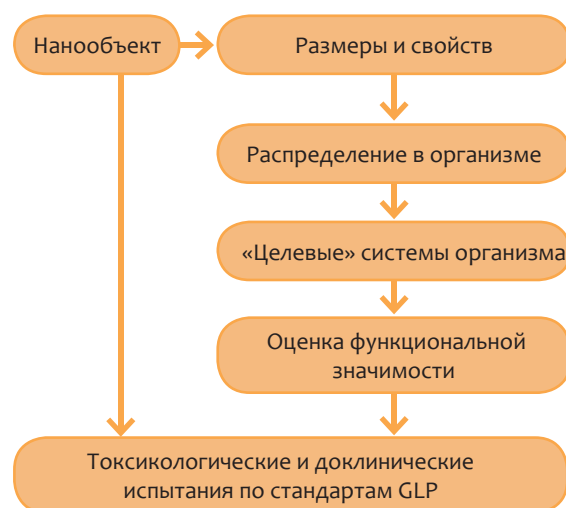 Нанообъект
Размеры и свойств
Распределение в организме
«Целевые» системы организма
Оценка функциональной
значимости
Токсикологические и доклинические
испытания по стандартам GLP